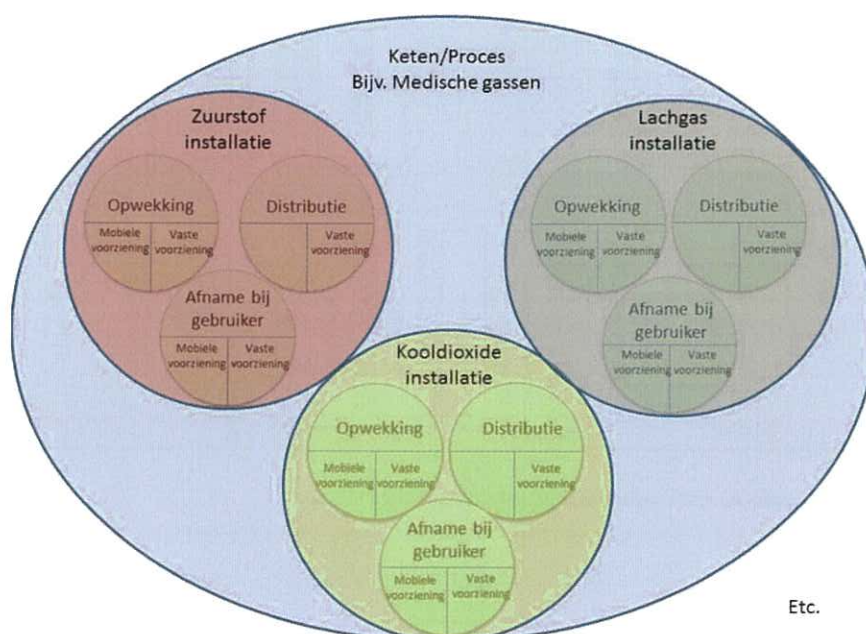 Keten/Proces
Bijv. Medische gassen
Zuurstof
installatie
Opwekking
Mobiele
voorziening
Vaste
voorziening
Distributie
Vaste
voorziening
Afname bij
gebruiker
Mobiele
voorziening
Vaste
voorziening
Lachgas
installatie
Opwekking
Mobiele
voorziening
Vaste
voorziening
Distributie
Vaste
voorziening
Afname bij
gebruiker
Mobiele
voorziening
Vaste
voorziening
Kooldioxide
installatie
Opwekking
Mobiele
voorziening
Vaste
voorziening
Distributie
Vaste
voorziening
Afname bij
gebruiker
Mobiele
voorziening
Vaste
voorziening
Etc.